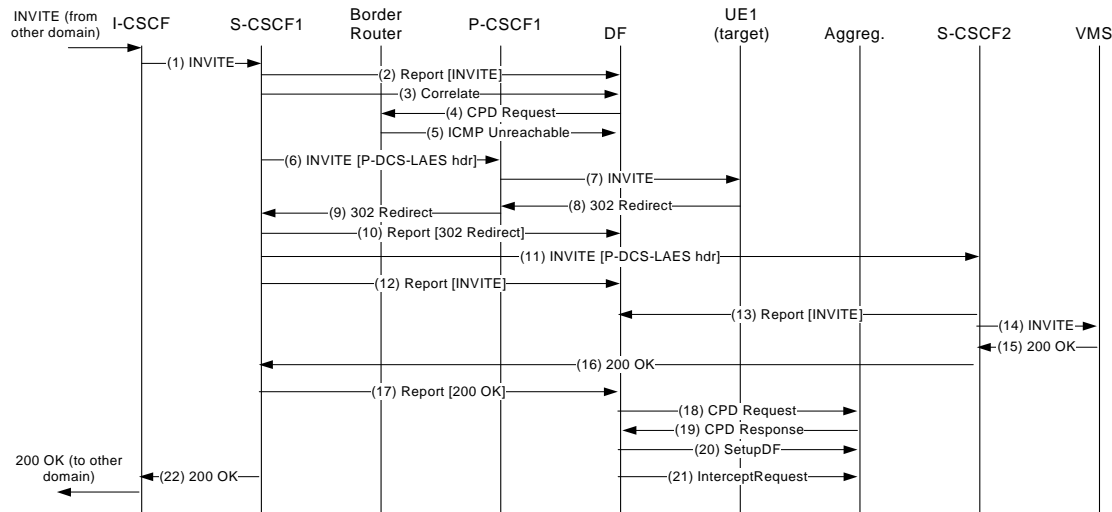 INVITE (from
other domain)
I-CSCF
S-CSCF1
Border
Router
P-CSCF1
DF
UE1
(target)
Aggreg.
S-CSCF2
VMS
(1) INVITE
(2) Report [INVITE]
(3) Correlate
(4) CPD Request
(5) ICMP Unreachable
(6) INVITE [P-DCS-LAES hdr]
(7) INVITE
(8) 302 Redirect
(9) 302 Redirect
(10) Report [302 Redirect]
(11) INVITE [P-DCS-LAES hdr]
(12) Report [INVITE]
(13) Report [INVITE]
(14) INVITE
(15) 200 OK
(16) 200 OK
(17) Report [200 OK]
(18) CPD Request
(19) CPD Response
(20) SetupDF
(21) InterceptRequest
200 OK (to other
domain)
(22) 200 OK